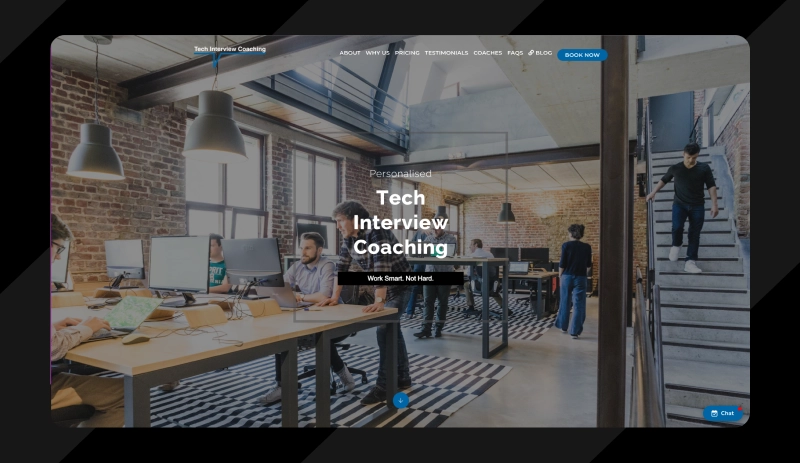 Tech Interview Coaching
ABOUT WHY US PRICING TESTIMONIALS COACHES FAQS BLOG BOOK NOW
Personalised
Tech
Interview
Coaching
Work Smart. Not Hard.
Chat